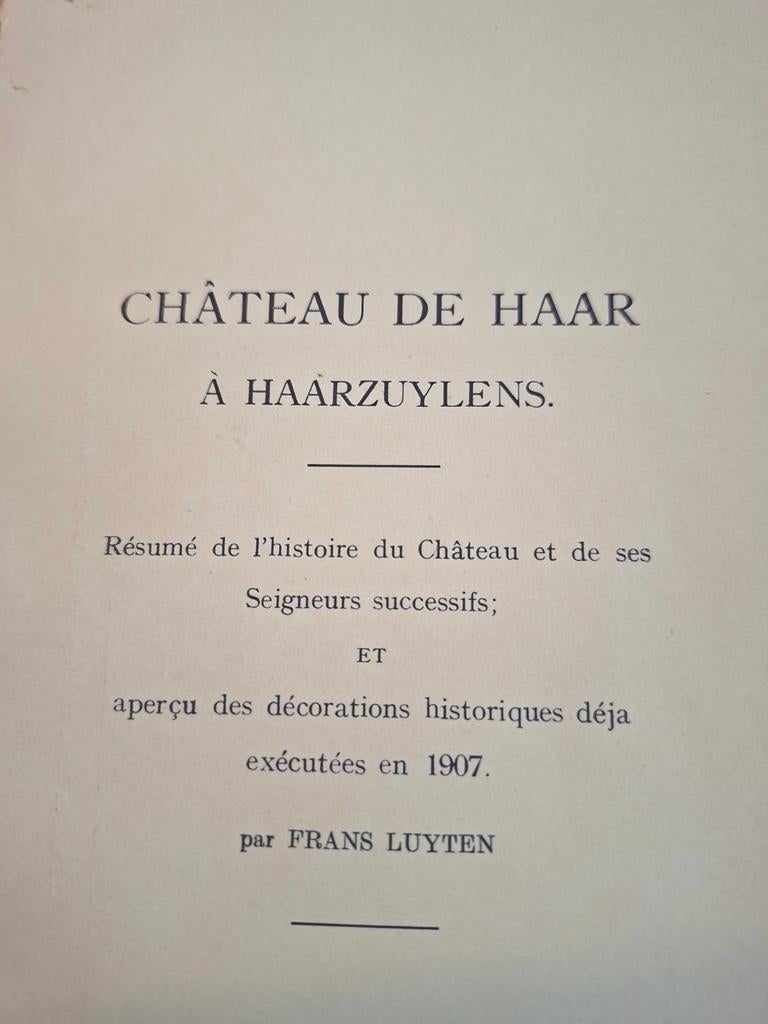 CHÂTEAU DE HAAR
À HAARZUYLENS.
Résumé de l'histoire du Château et de ses
Seigneurs successifs;
ET
aperçu des décorations historiques déja
exécutées en 1907.
par FRANS LUYTEN